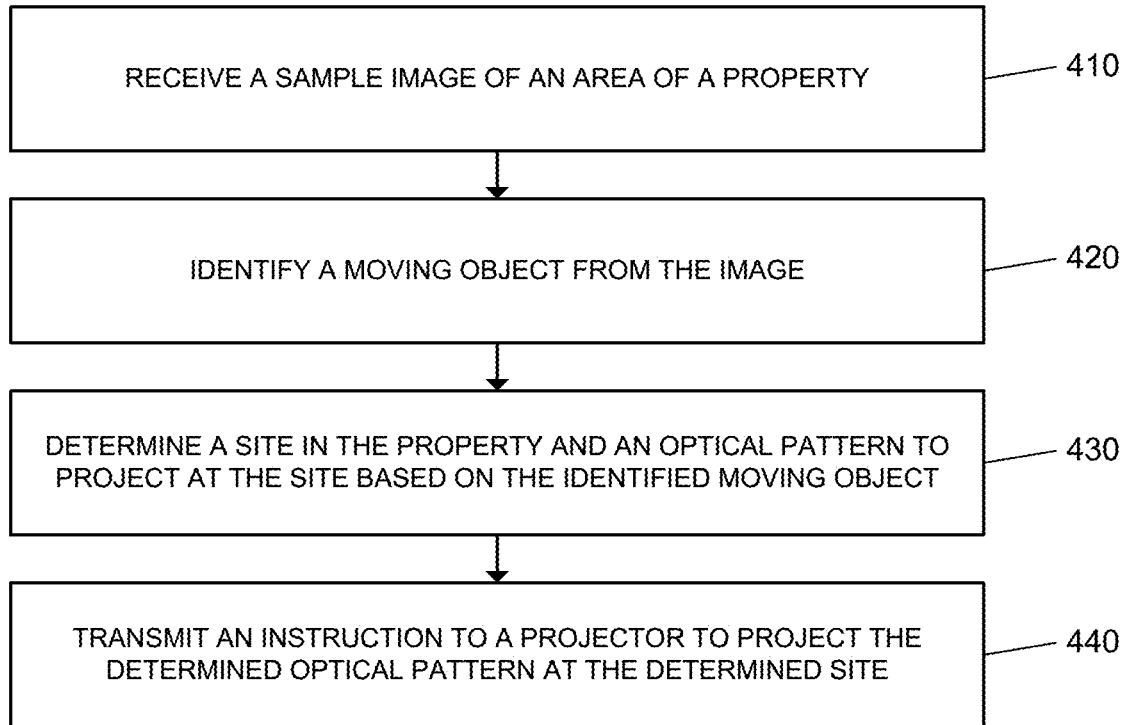 RECEIVE A SAMPLE IMAGE OF AN AREA OF A PROPERTY
410
IDENTIFY A MOVING OBJECT FROM THE IMAGE
420
DETERMINE A SITE IN THE PROPERTY AND AN OPTICAL PATTERN TO
PROJECT AT THE SITE BASED ON THE IDENTIFIED MOVING OBJECT
430
TRANSMIT AN INSTRUCTION TO A PROJECTOR TO PROJECT THE
DETERMINED OPTICAL PATTERN AT THE DETERMINED SITE
440